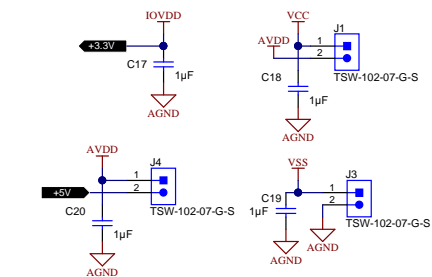 IOVDD
+3.3V
C17
1µF
AGND
VCC
J1
AVDD
1
2
C18
TSW-102-07-G-S
1µF
AGND
AVDD
J4
1
2
+5V
C20
TSW-102-07-G-S
1µF
AGND
VSS
J3
1
2
C19
1µF
TSW-102-07-G-S
AGND
AGND